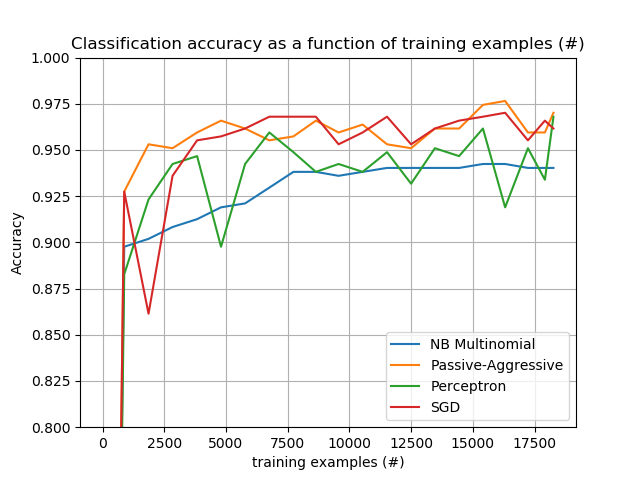 Classification accuracy as a function of training examples (#)
1.000
0.975
0.950
0.925
0.900
0.875
0.850
0.825
0.800
Accuracy
NB Multinomial
Passive-Aggressive
Perceptron
SGD
0 2500 5000 7500 10000 12500 15000 17500
training examples (#)